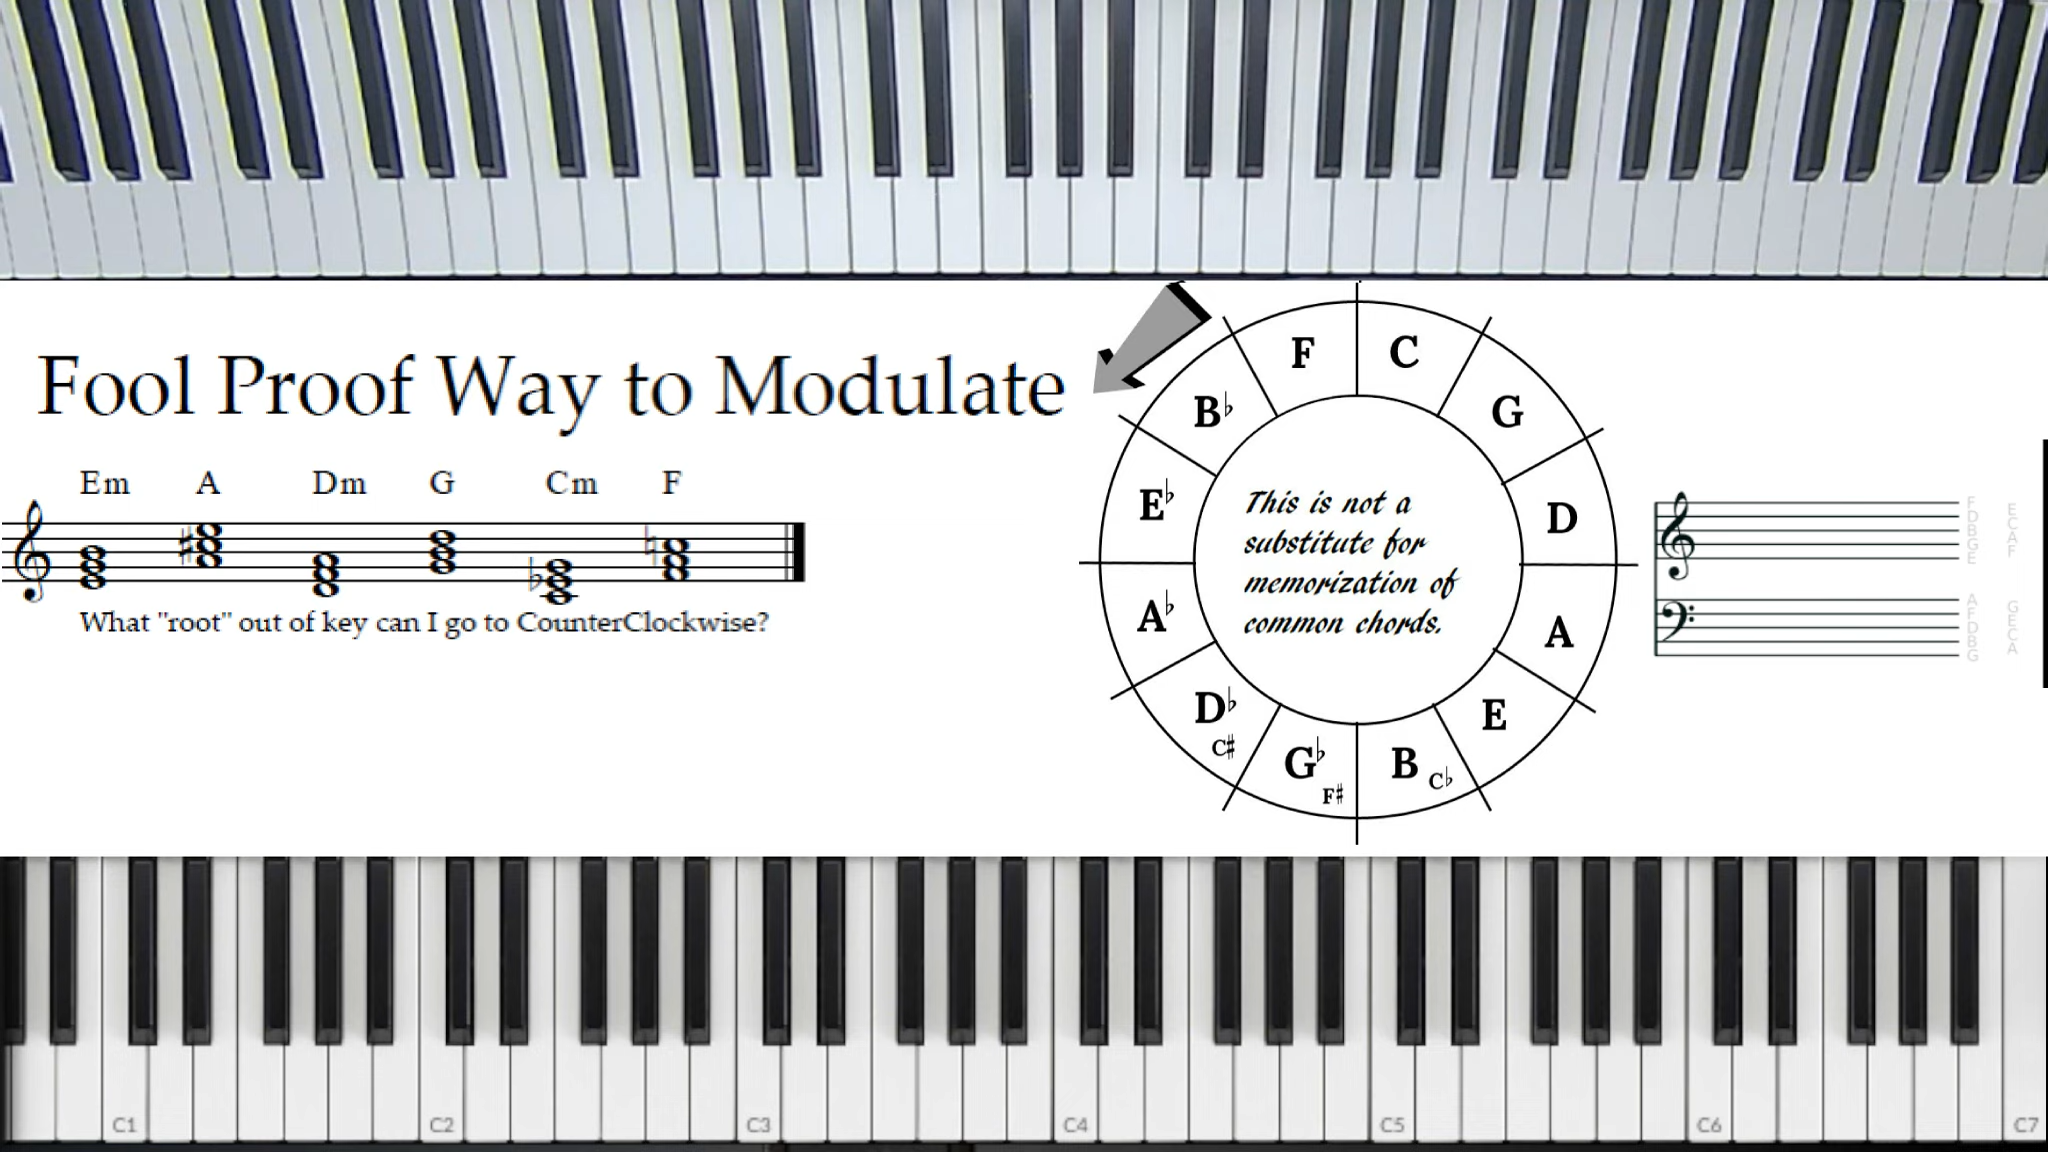 Fool Proof Way to Modulate
Em A Dm G Cm F
What "root" out of key can I go to CounterClockwise?
F C
B♭ G
E♭ D
A♭ A
D♭ E
C♯
G♭ B C♭
F♯
This is not a
substitute for
memorization of
common chords.
F
D
B
G
E
E
C
A
F
A
F
D
B
G
G
E
C
A
C1 C2 C3 C4 C5 C6 C7